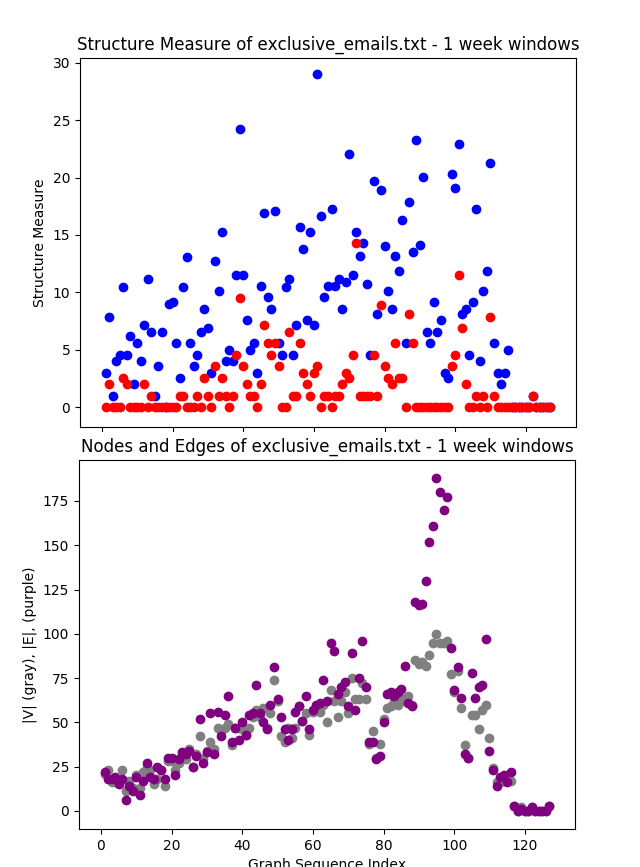 Structure Measure of exclusive_emails.txt - 1 week windows
30
25
20
15
10
5
0
Structure Measure
Nodes and Edges of exclusive_emails.txt - 1 week windows
175
150
125
100
75
50
25
0
|V| (gray), |E|, (purple)
0 20 40 60 80 100 120
Graph Sequence Index